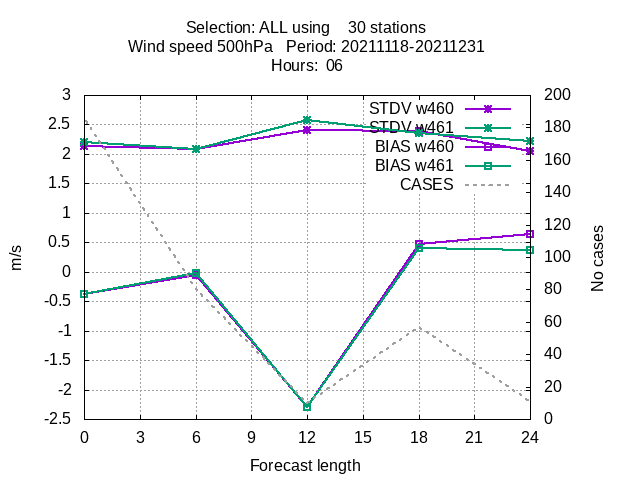 Selection: ALL using 30 stations
Wind speed 500hPa Period: 20211118-20211231
Hours: 06
3 200
2.5 180
2 160
1.5 140
1 120
0.5 100
0 80
-0.5 60
-1 40
-1.5 20
-2 0
-2.5
STDV w460
STDV w461
BIAS w460
BIAS w461
CASES
m/s
No cases
0 3 6 9 12 15 18 21 24
Forecast length